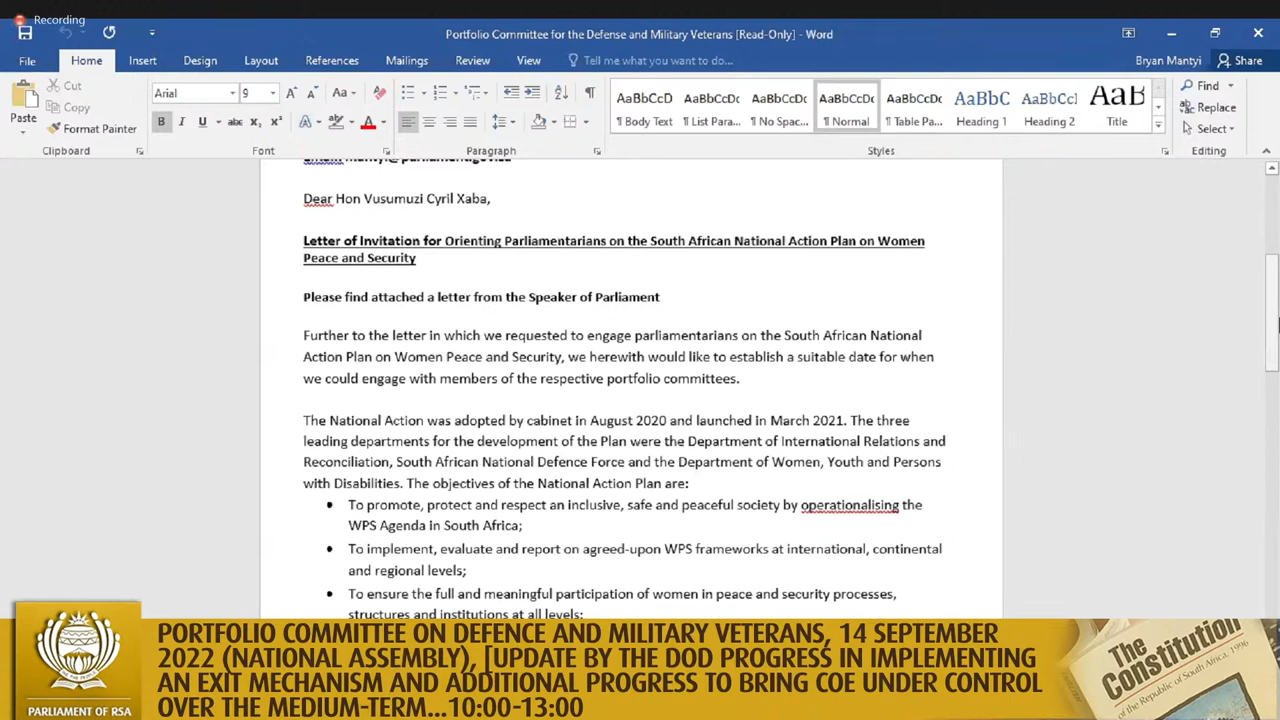 Recording
Portfolio Committee for the Defense and Military Veterans [Read-Only] - Word
File Home Insert Design Layout References Mailings Review View Tell me what you want to do... Bryan Mantyi Share
Paste
Cut
Copy
Format Painter
Clipboard
Arial 9
Font
Paragraph
AaBbCcD AaBbCcDc AaBbCcDc AaBbCcDc AaBbCcDc AaBbC AaBbCcI AaB
¶ Body Text ¶ List Para... ¶ No Spac... ¶ Normal ¶ Table Pa... Heading 1 Heading 2 Title
Styles
Find
Replace
Select
Editing
Dear Hon Vusumuzi Cyril Xaba,
Letter of Invitation for Orienting Parliamentarians on the South African National Action Plan on Women
Peace and Security
Please find attached a letter from the Speaker of Parliament
Further to the letter in which we requested to engage parliamentarians on the South African National
Action Plan on Women Peace and Security, we herewith would like to establish a suitable date for when
we could engage with members of the respective portfolio committees.
The National Action was adopted by cabinet in August 2020 and launched in March 2021. The three
leading departments for the development of the Plan were the Department of International Relations and
Reconciliation, South African National Defence Force and the Department of Women, Youth and Persons
with Disabilities. The objectives of the National Action Plan are:
• To promote, protect and respect an inclusive, safe and peaceful society by operationalising the
WPS Agenda in South Africa;
• To implement, evaluate and report on agreed-upon WPS frameworks at international, continental
and regional levels;
• To ensure the full and meaningful participation of women in peace and security processes,
structures and institutions at all levels;
PORTFOLIO COMMITTEE ON DEFENCE AND MILITARY VETERANS, 14 SEPTEMBER
2022 (NATIONAL ASSEMBLY), [UPDATE BY THE DOD PROGRESS IN IMPLEMENTING
AN EXIT MECHANISM AND ADDITIONAL PROGRESS TO BRING COE UNDER CONTROL
OVER THE MEDIUM-TERM...10:00-13:00
PARLIAMENT OF RSA
The
Constitution
of the Republic of South Africa, 1996